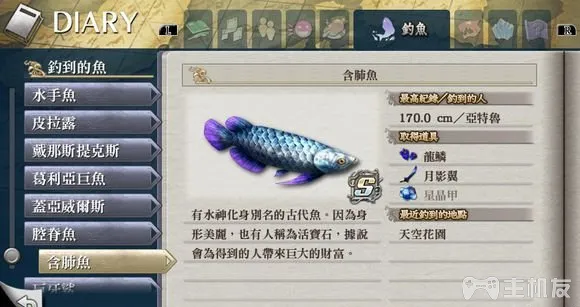 DIARY
L
釣魚
R
釣到的魚
水手魚
皮拉露
戴那斯提克斯
葛利亞巨魚
蓋亞威爾斯
腔脊魚
含肺魚
含肺魚
S
有水神化身別名的古代魚。因為身
形美麗，也有人稱為活寶石，據說
會為得到的人帶來巨大的財富。
最高紀錄／釣到的人
170.0 cm／亞特魯
取得道具
龍鱗
月影翼
星晶甲
最近釣到的地點
天空花園
主机友